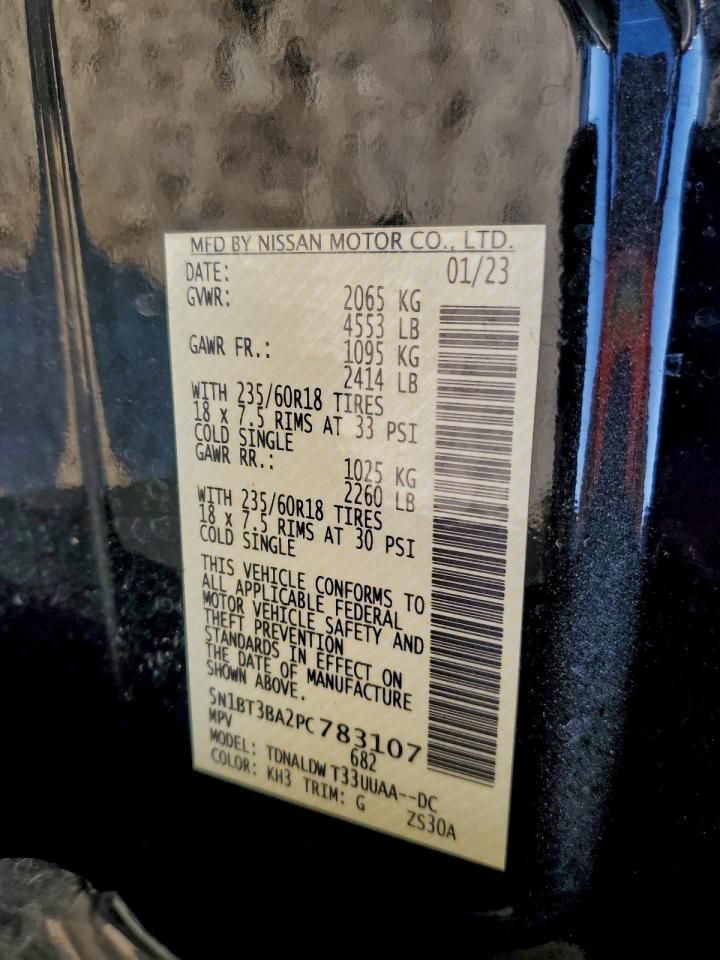 MFD BY NISSAN MOTOR CO., LTD.
DATE: 01/23
GVWR: 2065 KG
4553 LB
GAWR FR.: 1095 KG
2414 LB
WITH 235/60R18 TIRES
18 x 7.5 RIMS AT 33 PSI
COLD SINGLE
GAWR RR.: 1025 KG
2260 LB
WITH 235/60R18 TIRES
18 x 7.5 RIMS AT 30 PSI
COLD SINGLE
THIS VEHICLE CONFORMS TO
ALL APPLICABLE FEDERAL
MOTOR VEHICLE SAFETY AND
THEFT PREVENTION
STANDARDS IN EFFECT ON
THE DATE OF MANUFACTURE
SHOWN ABOVE.
5N1BT3BA2PC783107
MPV 682
MODEL: TDNALDW T33UUAA--DC
COLOR: KH3 TRIM: G ZS30A